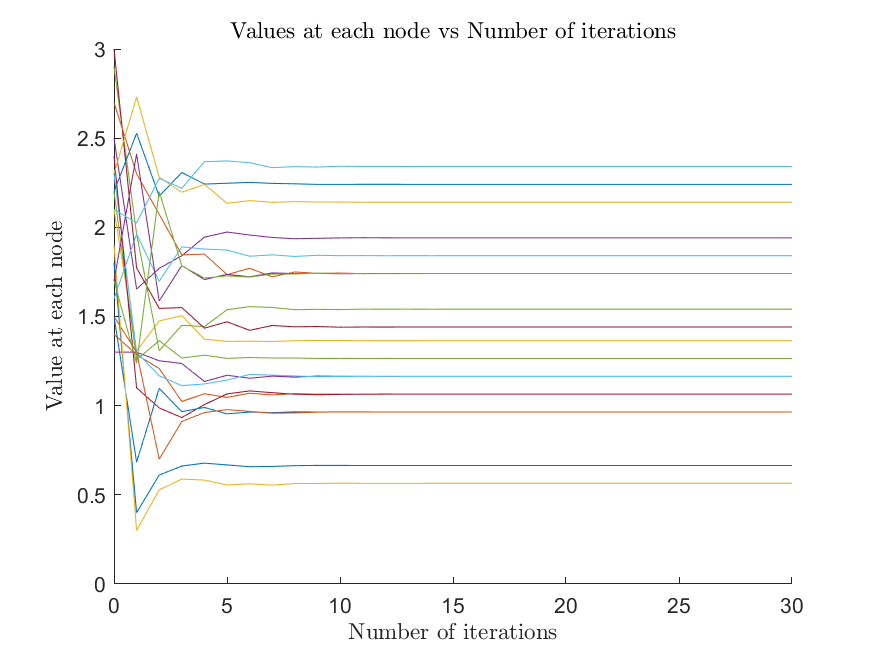 Values at each node vs Number of iterations
3
2.5
2
1.5
1
0.5
0
Value at each node
0 5 10 15 20 25 30
Number of iterations